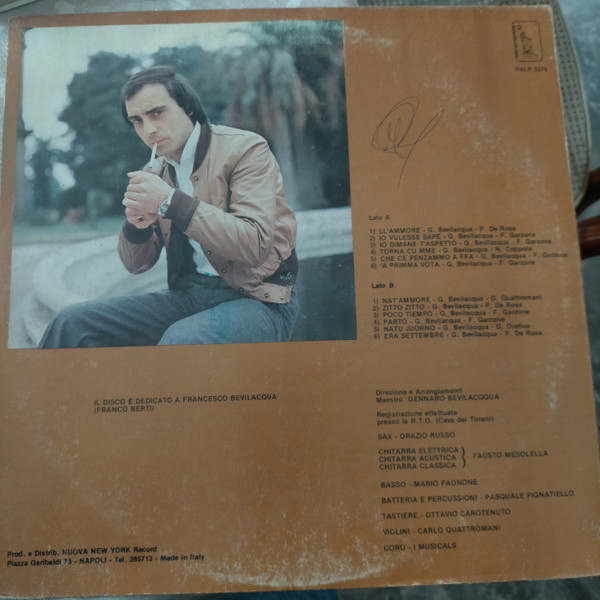 PALP 3375
Lato A
1) LL'AMMORE - G. Bevilacqua - P. De Rosa
2) IO VULESSE SAPÉ - G. Bevilacqua - F. Garzone
3) IO DIMANE T'ASPETTO - G. Bevilacqua - F. Garzone
4) TORNA CU MME - G. Bevilacqua - N. Coppola
5) CHE CE PENZAMMO A FFA - G. Bevilacqua - F. Garzone
6) 'A PRIMMA VOTA - G. Bevilacqua - F. Garzone
Lato B
1) NAT'AMMORE - G. Bevilacqua - G. Quattromani
2) ZITTO ZITTO - G. Bevilacqua - P. De Rosa
3) POCO TIEMPO - G. Bevilacqua - F. Garzone
4) PARTO - G. Bevilacqua - F. Garzone
5) NATU JUORNO - G. Bevilacqua - G. Orefice
6) ERA SETTEMBRE - G. Bevilacqua - P. De Rosa
IL DISCO È DEDICATO A FRANCESCO BEVILACQUA
(FRANCO BERTI)
Direzione e Arrangiamenti
Maestro GENNARO BEVILACOQUA
Registrazione effettuata
presso la R.T.O. (Cava dei Tirreni)
SAX - ORAZIO RUSSO
CHITARRA ELETTRICA
CHITARRA ACUSTICA } FAUSTO MESOLELLA
CHITARRA CLASSICA
BASSO - MARIO FAGNONE
BATTERIA E PERCUSSIONI - PASQUALE PIGNATIELLO
TASTIERE - OTTAVIO CAROTENUTO
VIOLINI - CARLO QUATTROMANI
CORO - I MUSICALS
Prod. e Distrib. NUOVA NEW YORK Record
Piazza Garibaldi 73 - NAPOLI - Tel. 285713 - Made in Italy